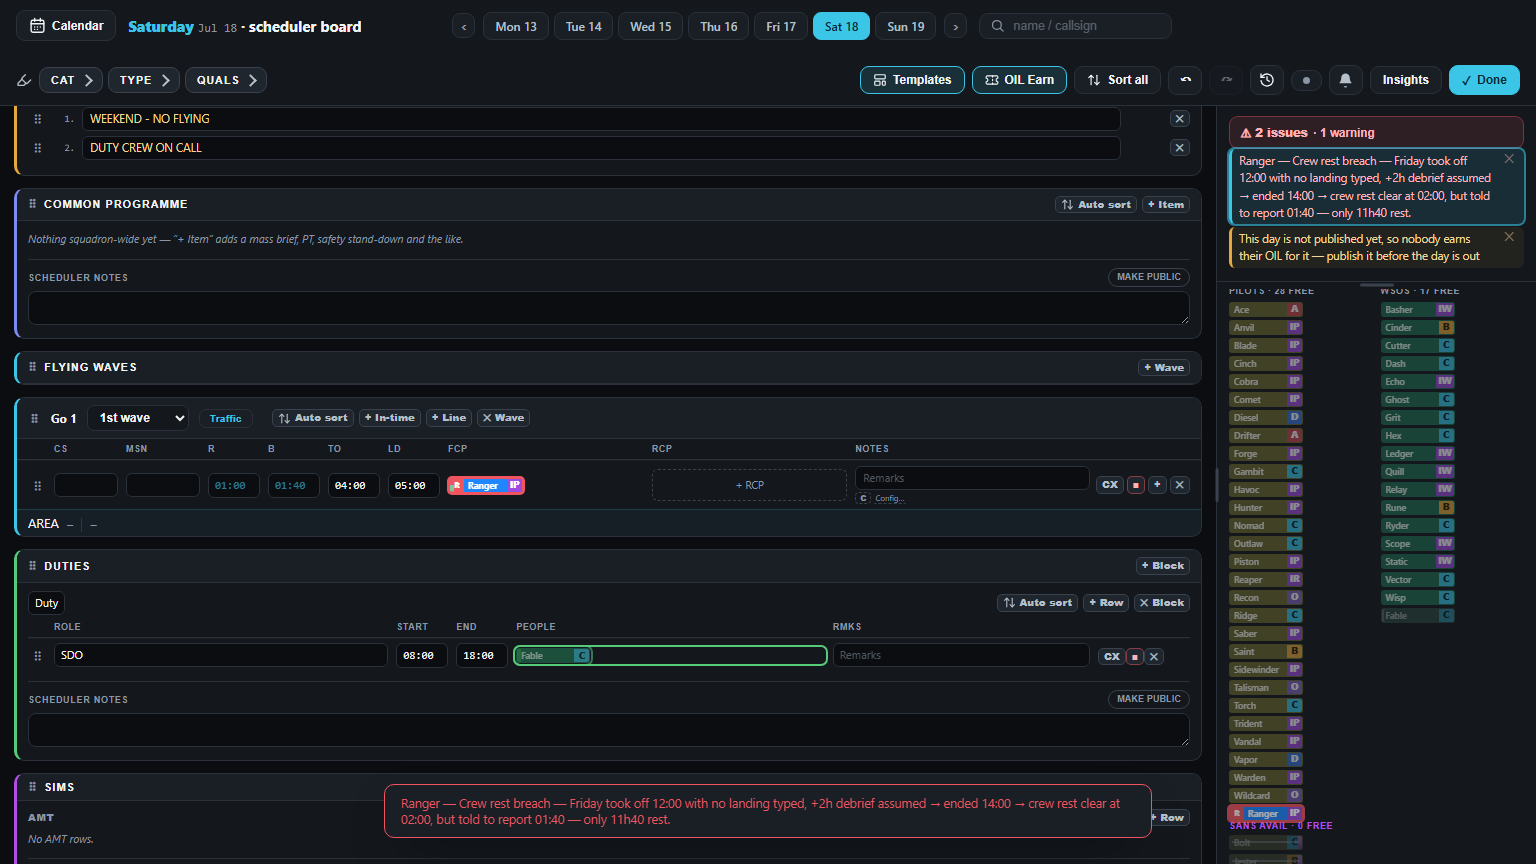 Calendar
Saturday Jul 18 · scheduler board
‹ Mon 13 Tue 14 Wed 15 Thu 16 Fri 17 Sat 18 Sun 19 ›
name / callsign
CAT TYPE QUALS
Templates OIL Earn Sort all Insights ✓ Done
1. WEEKEND - NO FLYING
2. DUTY CREW ON CALL
COMMON PROGRAMME
Auto sort + Item
Nothing squadron-wide yet — "+ Item" adds a mass brief, PT, safety stand-down and the like.
SCHEDULER NOTES MAKE PUBLIC
FLYING WAVES + Wave
Go 1 1st wave Traffic Auto sort + In-time + Line × Wave
CS MSN R B TO LD FCP RCP NOTES
01:00 01:40 04:00 05:00 R Ranger IP + RCP Remarks CX
C Config...
AREA – –
DUTIES + Block
Duty Auto sort + Row × Block
ROLE START END PEOPLE RMKS
SDO 08:00 18:00 Fable C Remarks CX
SCHEDULER NOTES MAKE PUBLIC
SIMS
AMT + Row
No AMT rows.
Ranger — Crew rest breach — Friday took off 12:00 with no landing typed, +2h debrief assumed → ended 14:00 → crew rest clear at
02:00, but told to report 01:40 — only 11h40 rest.
⚠ 2 issues · 1 warning
Ranger — Crew rest breach — Friday took off
12:00 with no landing typed, +2h debrief assumed
→ ended 14:00 → crew rest clear at 02:00, but told
to report 01:40 — only 11h40 rest.
This day is not published yet, so nobody earns
their OIL for it — publish it before the day is out
PILOTS · 28 FREE
Ace A
Anvil IP
Blade IP
Cinch IP
Cobra IP
Comet IP
Diesel D
Drifter A
Forge IP
Gambit C
Havoc IP
Hunter IP
Nomad C
Outlaw C
Piston IP
Reaper IR
Recon O
Ridge C
Saber IP
Saint B
Sidewinder IP
Talisman O
Torch C
Trident IP
Vandal IP
Vapor D
Warden IP
Wildcard O
R Ranger IP
WSOS · 17 FREE
Basher IW
Cinder B
Cutter C
Dash C
Echo IW
Ghost C
Grit C
Hex C
Ledger IW
Quill IW
Relay IW
Rune B
Ryder C
Scope IW
Static IW
Vector C
Wisp C
Fable C
SANS AVAIL · 0 FREE
Bolt C